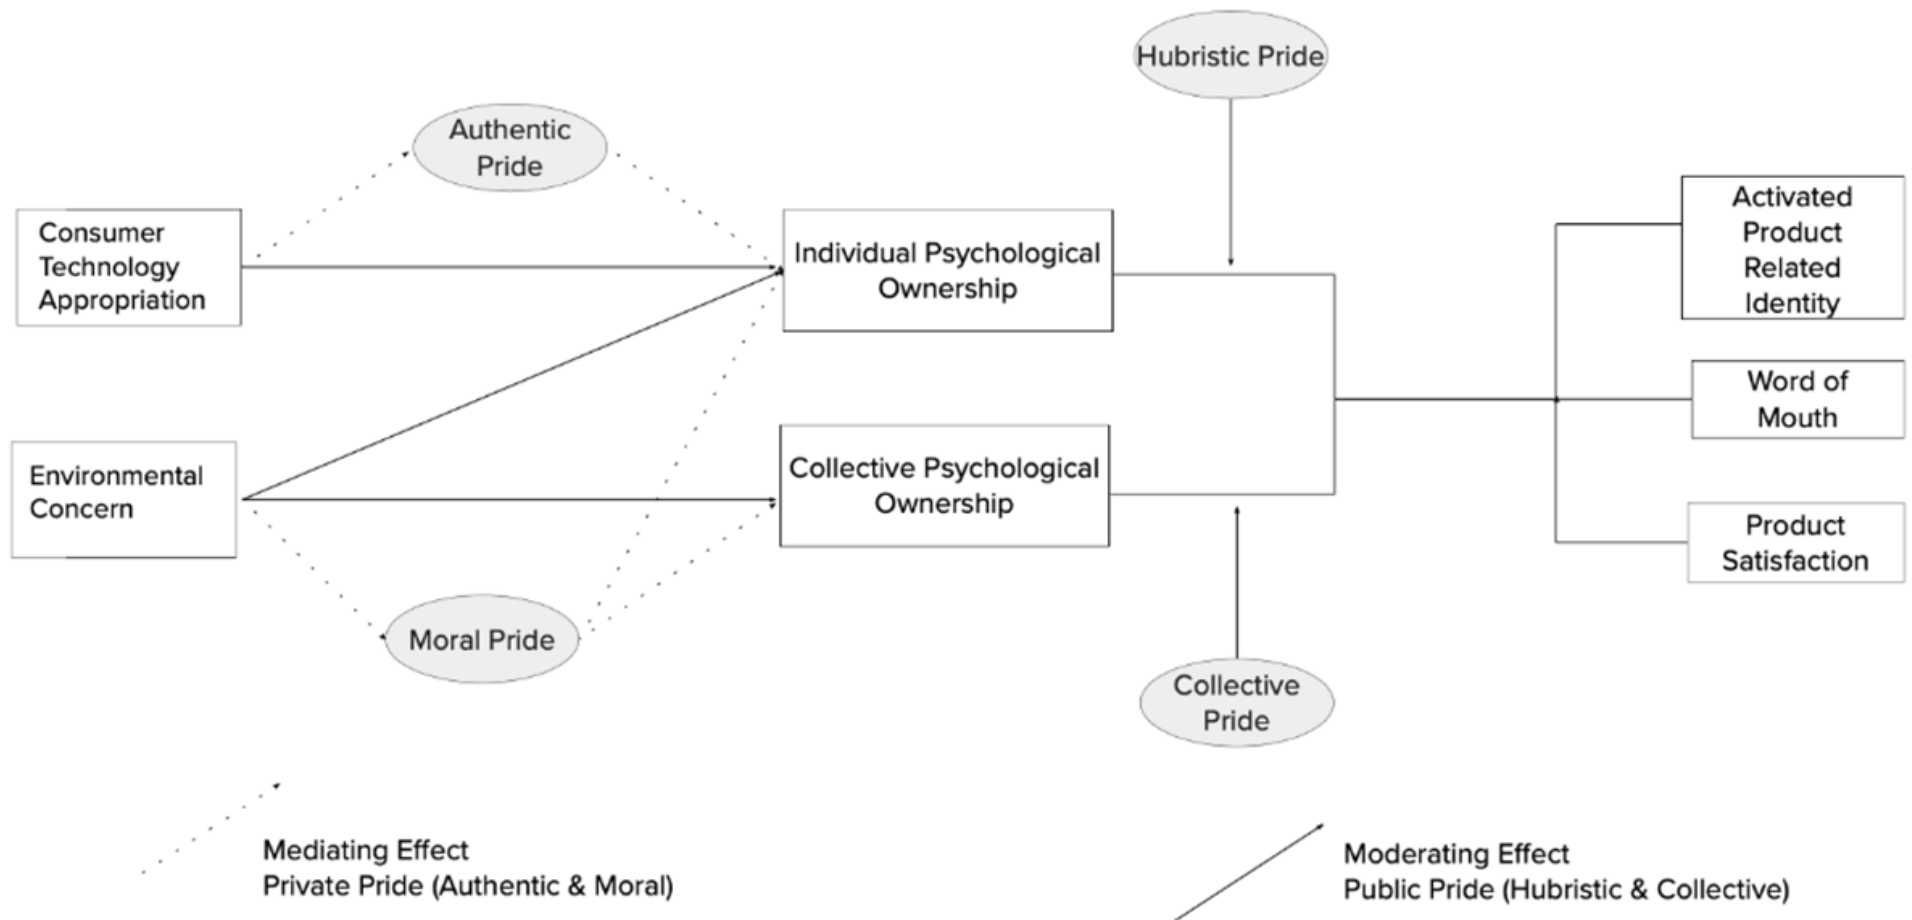 Hubristic Pride
Authentic
Pride
Consumer
Technology
Appropriation
Individual Psychological
Ownership
Activated
Product
Related
Identity
Word of
Mouth
Environmental
Concern
Collective Psychological
Ownership
Product
Satisfaction
Moral Pride
Collective
Pride
Mediating Effect
Private Pride (Authentic & Moral)
Moderating Effect
Public Pride (Hubristic & Collective)